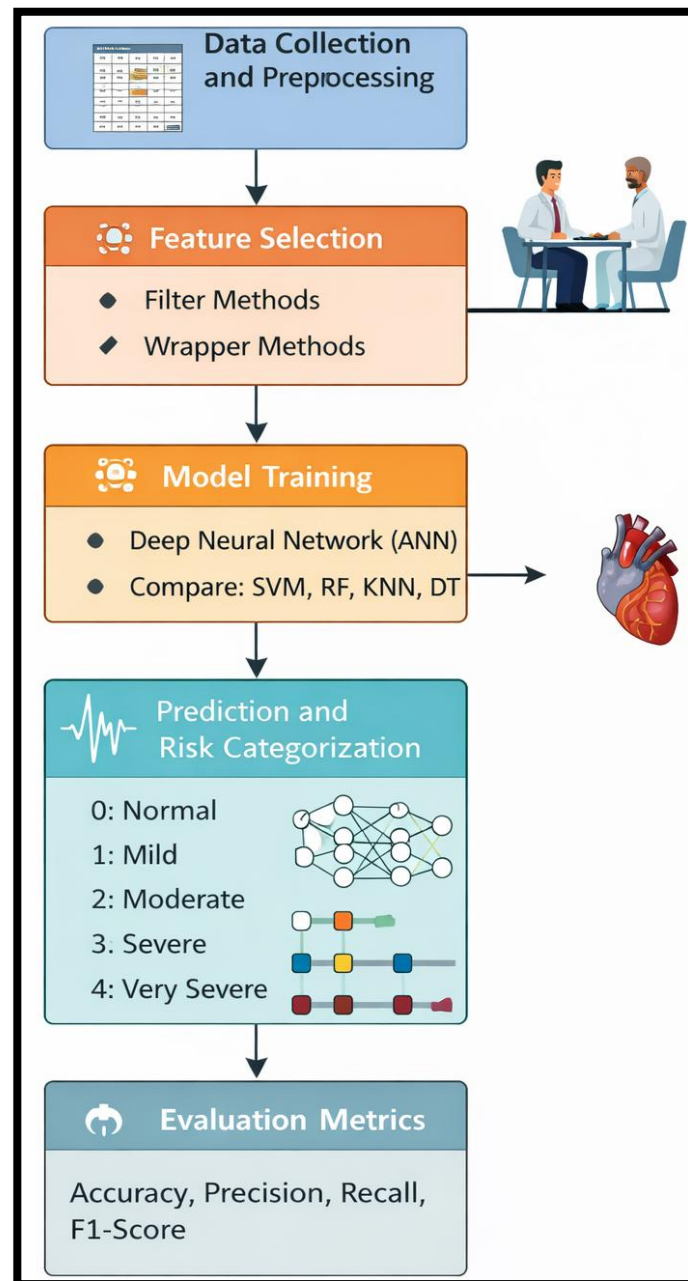 Data Collection
and Preprocessing
Feature Selection
Filter Methods
Wrapper Methods
Model Training
Deep Neural Network (ANN)
Compare: SVM, RF, KNN, DT
Prediction and
Risk Categorization
0: Normal
1: Mild
2: Moderate
3: Severe
4: Very Severe
Evaluation Metrics
Accuracy, Precision, Recall,
F1-Score